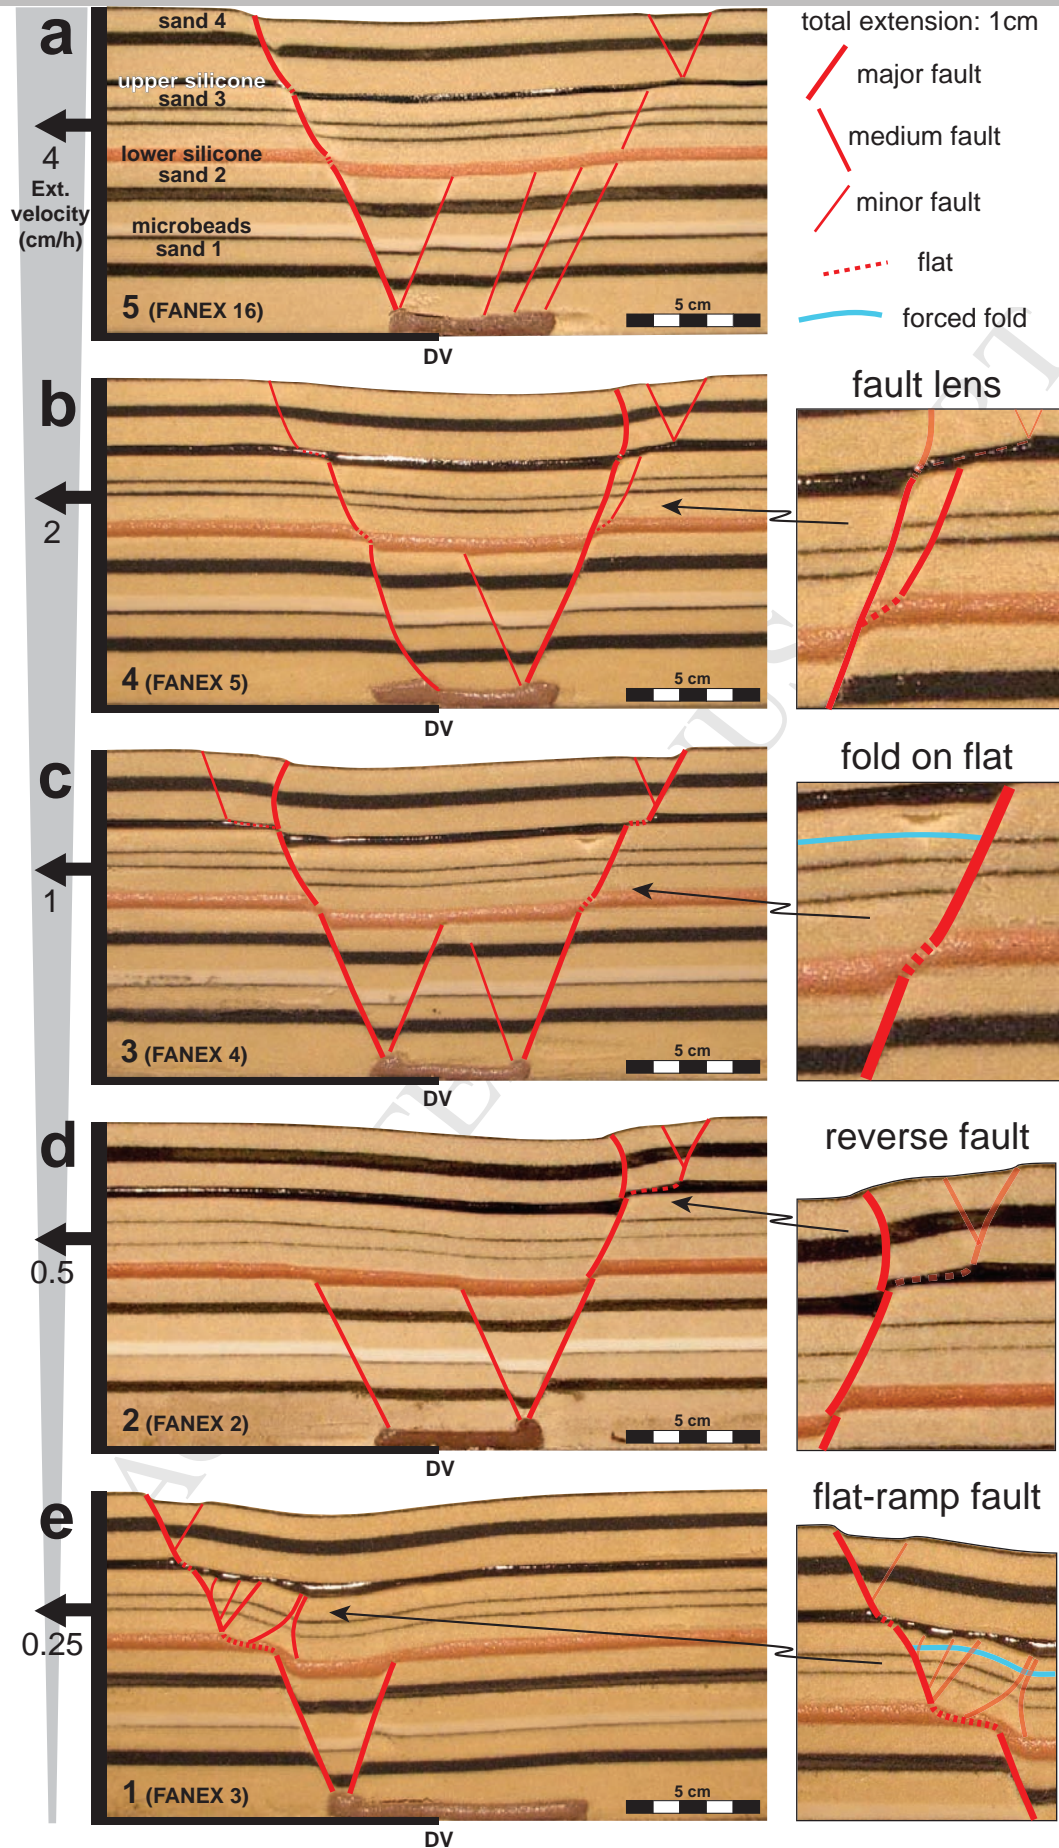 a
sand 4
upper silicone
sand 3
4
Ext.
velocity
(cm/h)
lower silicone
sand 2
microbeads
sand 1
5 (FANEX 16)
5 cm
DV
total extension: 1cm
major fault
medium fault
minor fault
flat
forced fold
b
2
4 (FANEX 5)
5 cm
DV
fault lens
c
1
3 (FANEX 4)
5 cm
DV
fold on flat
d
0.5
2 (FANEX 2)
5 cm
DV
reverse fault
e
0.25
1 (FANEX 3)
5 cm
DV
flat-ramp fault